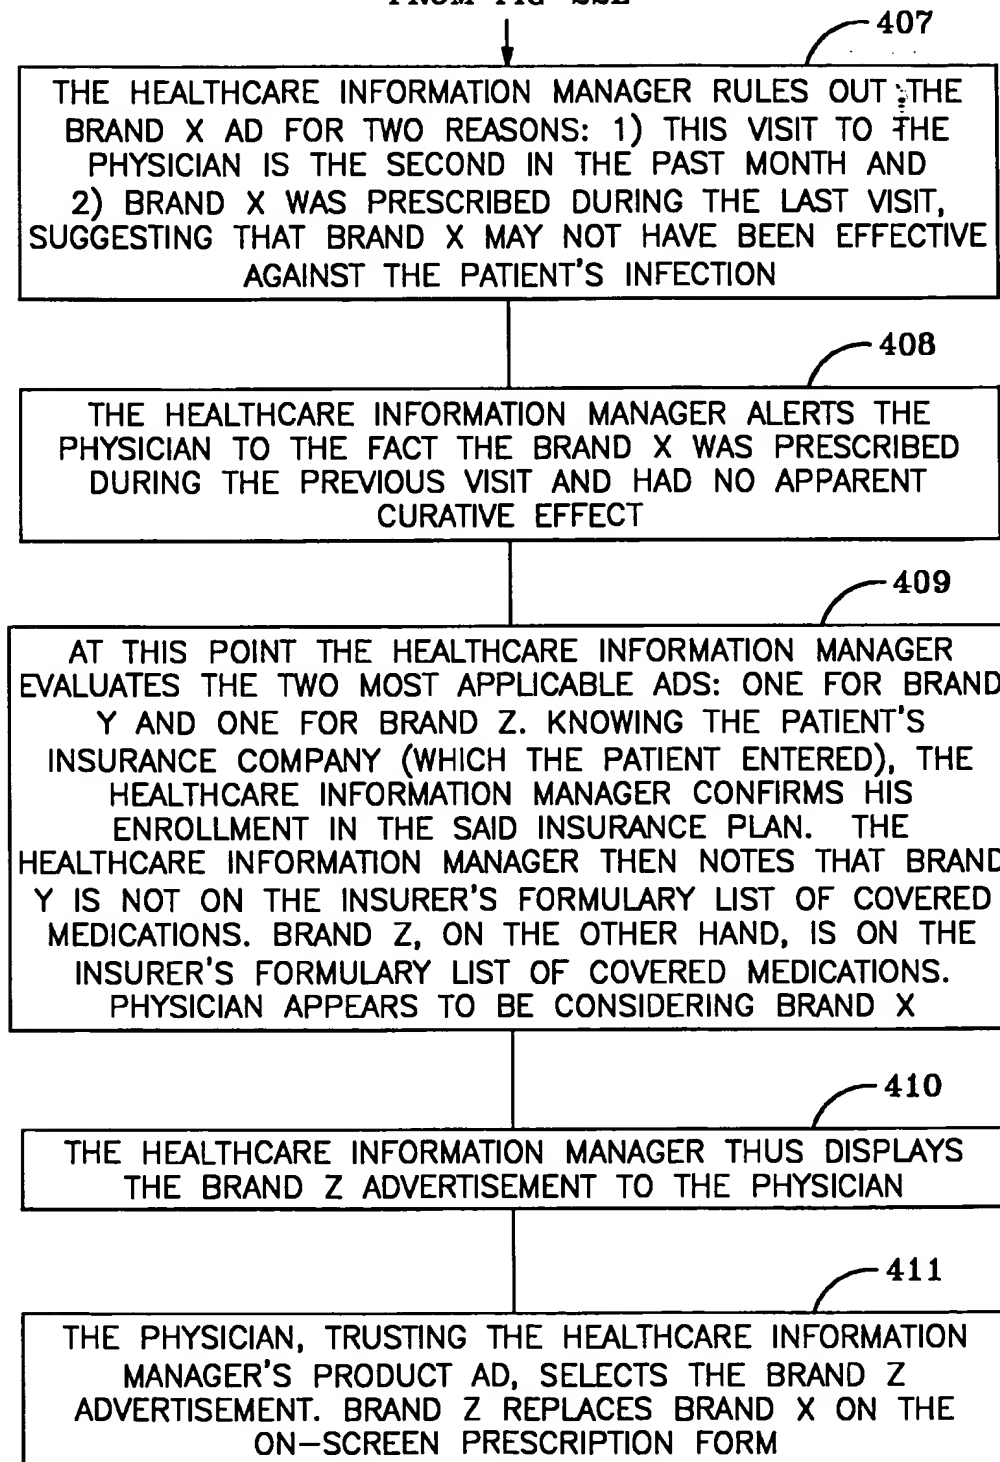 FROM FIG 22E
407
THE HEALTHCARE INFORMATION MANAGER RULES OUT THE
BRAND X AD FOR TWO REASONS: 1) THIS VISIT TO THE
PHYSICIAN IS THE SECOND IN THE PAST MONTH AND
2) BRAND X WAS PRESCRIBED DURING THE LAST VISIT,
SUGGESTING THAT BRAND X MAY NOT HAVE BEEN EFFECTIVE
AGAINST THE PATIENT'S INFECTION
408
THE HEALTHCARE INFORMATION MANAGER ALERTS THE
PHYSICIAN TO THE FACT THE BRAND X WAS PRESCRIBED
DURING THE PREVIOUS VISIT AND HAD NO APPARENT
CURATIVE EFFECT
409
AT THIS POINT THE HEALTHCARE INFORMATION MANAGER
EVALUATES THE TWO MOST APPLICABLE ADS: ONE FOR BRAND
Y AND ONE FOR BRAND Z. KNOWING THE PATIENT'S
INSURANCE COMPANY (WHICH THE PATIENT ENTERED), THE
HEALTHCARE INFORMATION MANAGER CONFIRMS HIS
ENROLLMENT IN THE SAID INSURANCE PLAN. THE
HEALTHCARE INFORMATION MANAGER THEN NOTES THAT BRAND
Y IS NOT ON THE INSURER'S FORMULARY LIST OF COVERED
MEDICATIONS. BRAND Z, ON THE OTHER HAND, IS ON THE
INSURER'S FORMULARY LIST OF COVERED MEDICATIONS.
PHYSICIAN APPEARS TO BE CONSIDERING BRAND X
410
THE HEALTHCARE INFORMATION MANAGER THUS DISPLAYS
THE BRAND Z ADVERTISEMENT TO THE PHYSICIAN
411
THE PHYSICIAN, TRUSTING THE HEALTHCARE INFORMATION
MANAGER'S PRODUCT AD, SELECTS THE BRAND Z
ADVERTISEMENT. BRAND Z REPLACES BRAND X ON THE
ON-SCREEN PRESCRIPTION FORM